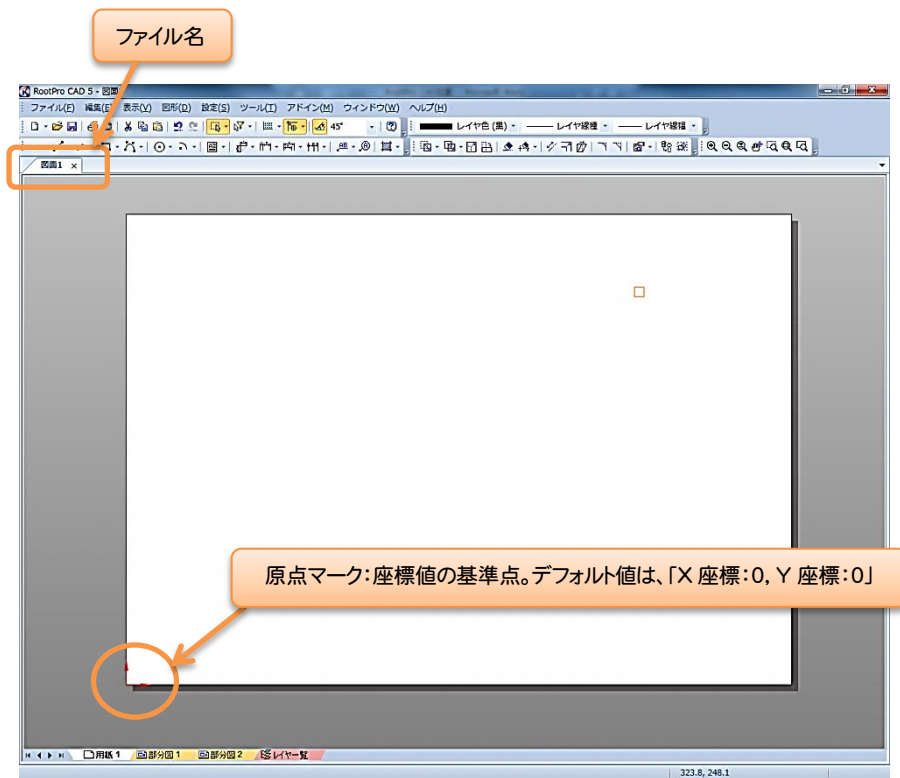 ファイル名
RootPro CAD 5 - 図面
ファイル(F) 編集(E) 表示(V) 図形(D) 設定(S) ツール(T) アドイン(M) ウィンドウ(W) ヘルプ(H)
45° レイヤ色 (黒) レイヤ線種 レイヤ線幅
図面1 x
原点マーク:座標値の基準点。デフォルト値は、「X 座標:0, Y 座標:0」
用紙 1 部分図 1 部分図 2 レイヤー覧
323.8, 248.1